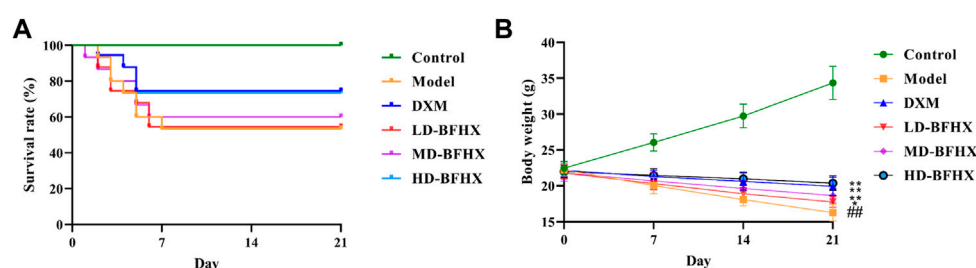 A
Survival rate (%)
100
80
60
40
20
0
0 7 14 21
Day
Control
Model
DXM
LD-BFHX
MD-BFHX
HD-BFHX
B
Body weight (g)
40
35
30
25
20
15
0 7 14 21
Day
**
**
**
*
##
Control
Model
DXM
LD-BFHX
MD-BFHX
HD-BFHX